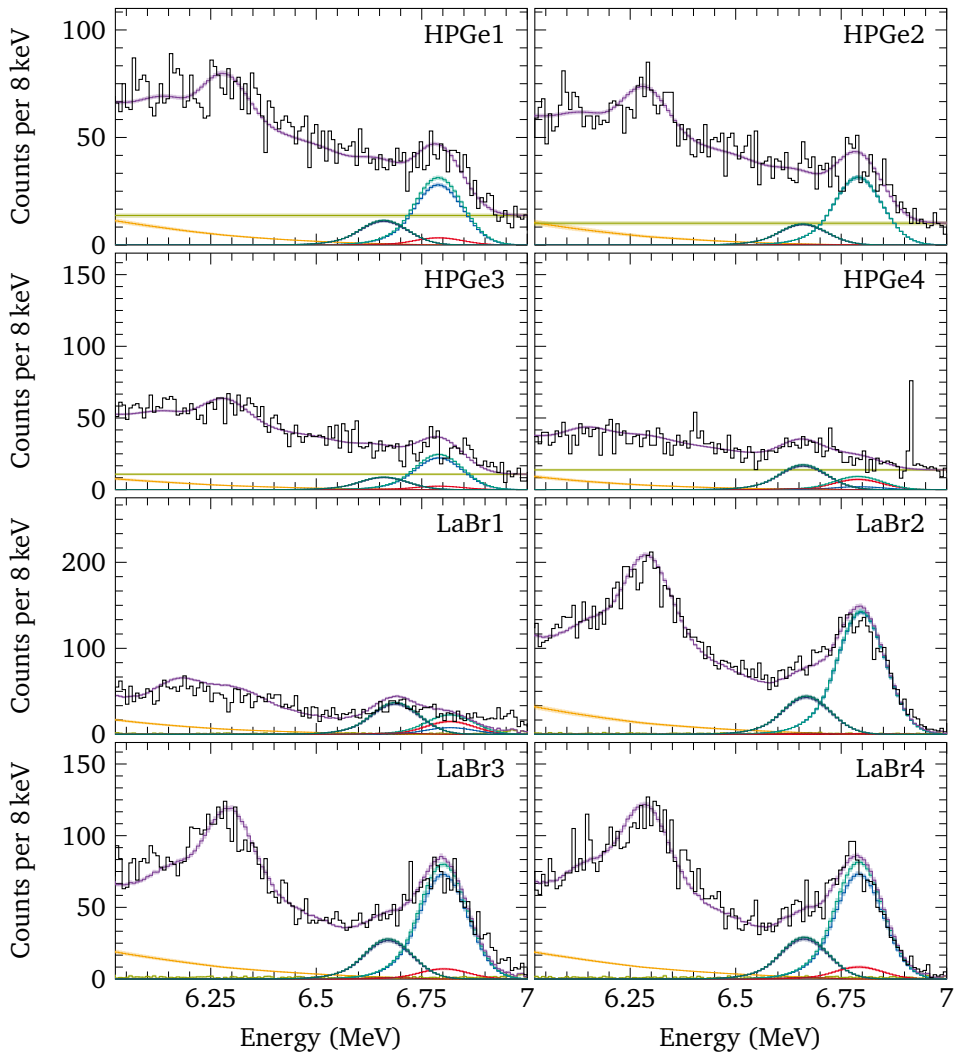 HPGe1
HPGe2
100
50
0
Counts per 8 keV
HPGe3
HPGe4
150
100
50
0
Counts per 8 keV
LaBr1
LaBr2
200
100
0
Counts per 8 keV
LaBr3
LaBr4
150
100
50
0
Counts per 8 keV
6.25 6.5 6.75 7
6.25 6.5 6.75 7
Energy (MeV)
Energy (MeV)